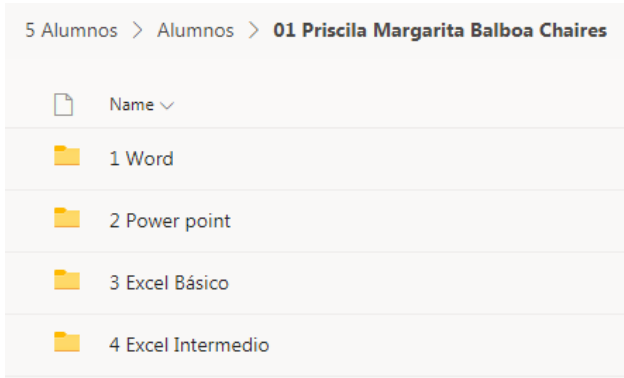 5 Alumnos > Alumnos > 01 Priscila Margarita Balboa Chaires
Name
1 Word
2 Power point
3 Excel Básico
4 Excel Intermedio